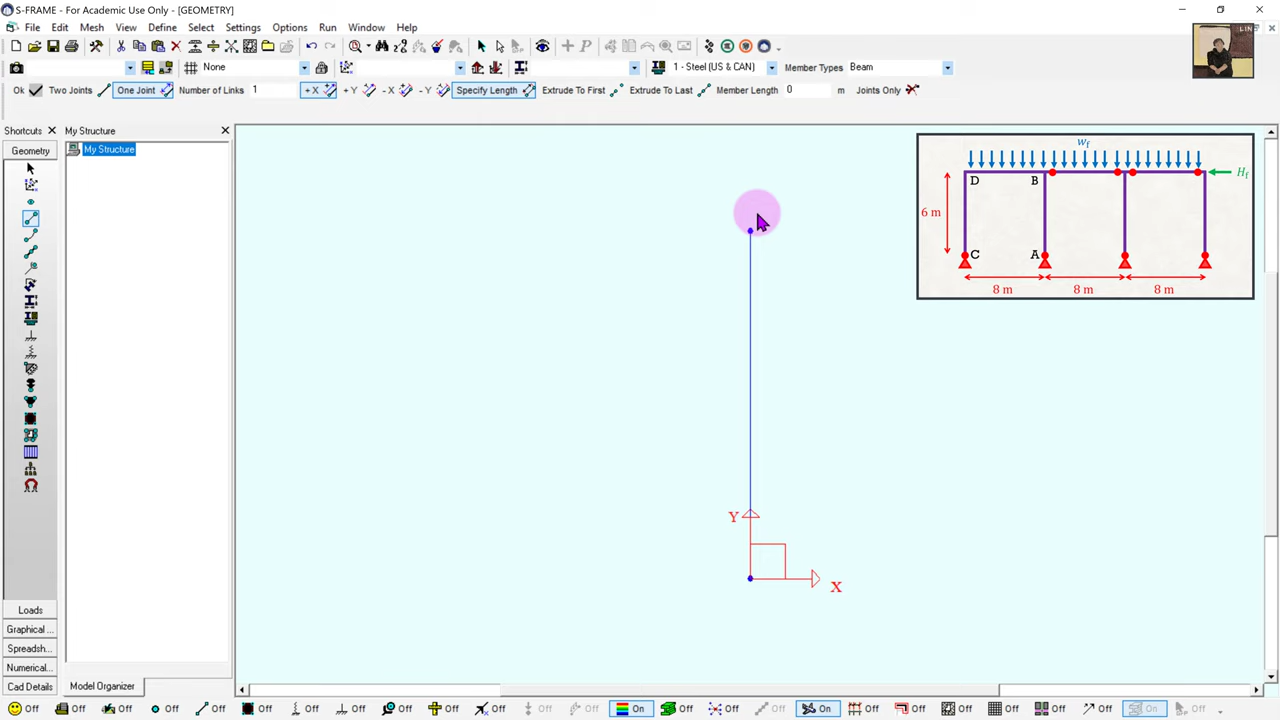 S-FRAME - For Academic Use Only - [GEOMETRY]
File Edit Mesh View Define Select Settings Options Run Window Help
LIN
None 1 - Steel (US & CAN) Member Types Beam
Ok Two Joints One Joint Number of Links 1 + X + Y - X - Y Specify Length Extrude To First Extrude To Last Member Length 0 m Joints Only
Shortcuts My Structure
Geometry My Structure
wf
D B Hf
6 m
C A
8 m 8 m 8 m
Y
X
Loads
Graphical ...
Spreadsh...
Numerical...
Cad Details Model Organizer
Off Off Off Off Off Off Off Off Off Off Off Off Off Off On Off Off Off On Off Off Off Off Off Off On Off